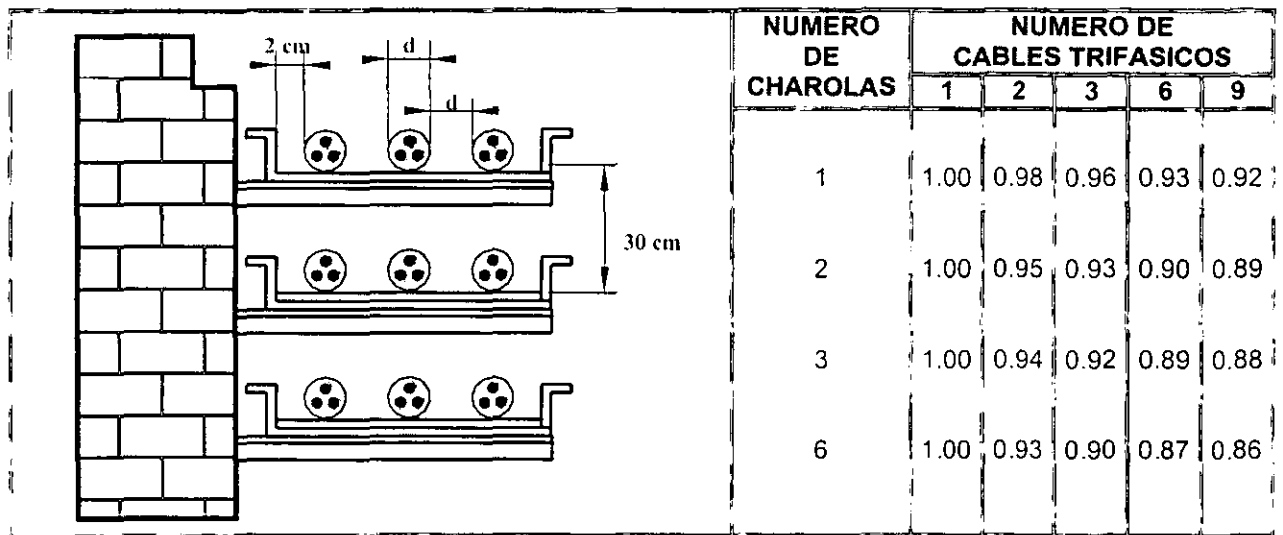 2 cm
d
d
30 cm
NUMERO DE CHAROLAS
NUMERO DE CABLES TRIFASICOS
1 2 3 6 9
1 1.00 0.98 0.96 0.93 0.92
2 1.00 0.95 0.93 0.90 0.89
3 1.00 0.94 0.92 0.89 0.88
6 1.00 0.93 0.90 0.87 0.86